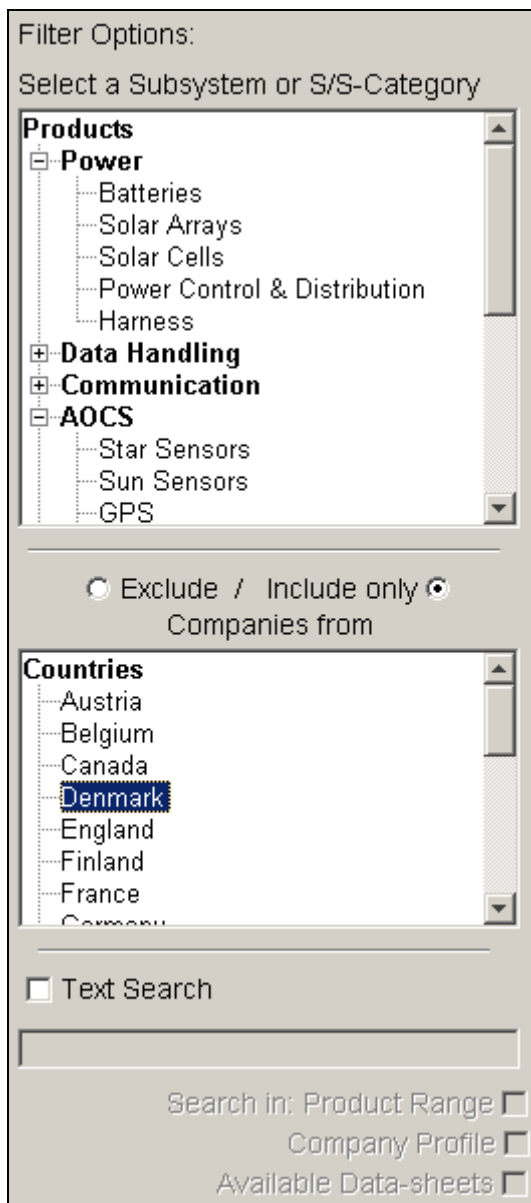 Filter Options:
Select a Subsystem or S/S-Category
Products
Power
Batteries
Solar Arrays
Solar Cells
Power Control & Distribution
Harness
Data Handling
Communication
AOCS
Star Sensors
Sun Sensors
GPS
Exclude / Include only
Companies from
Countries
Austria
Belgium
Canada
Denmark
England
Finland
France
Germany
Text Search
Search in: Product Range
Company Profile
Available Data-sheets